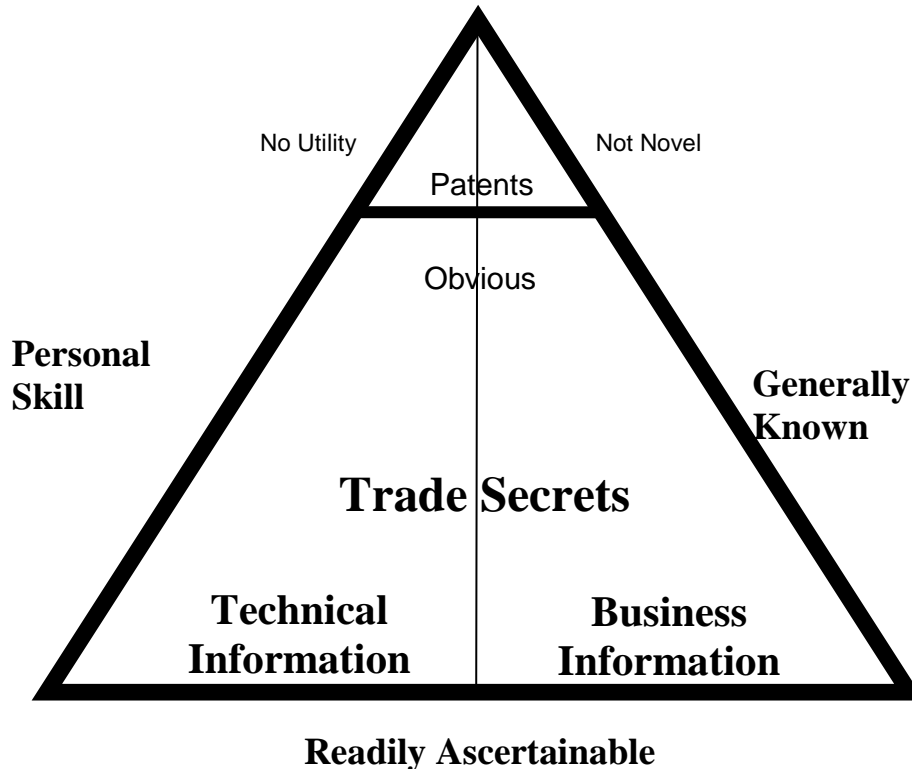 No Utility
Not Novel
Patents
Obvious
Personal
Skill
Generally
Known
Trade Secrets
Technical
Information
Business
Information
Readily Ascertainable